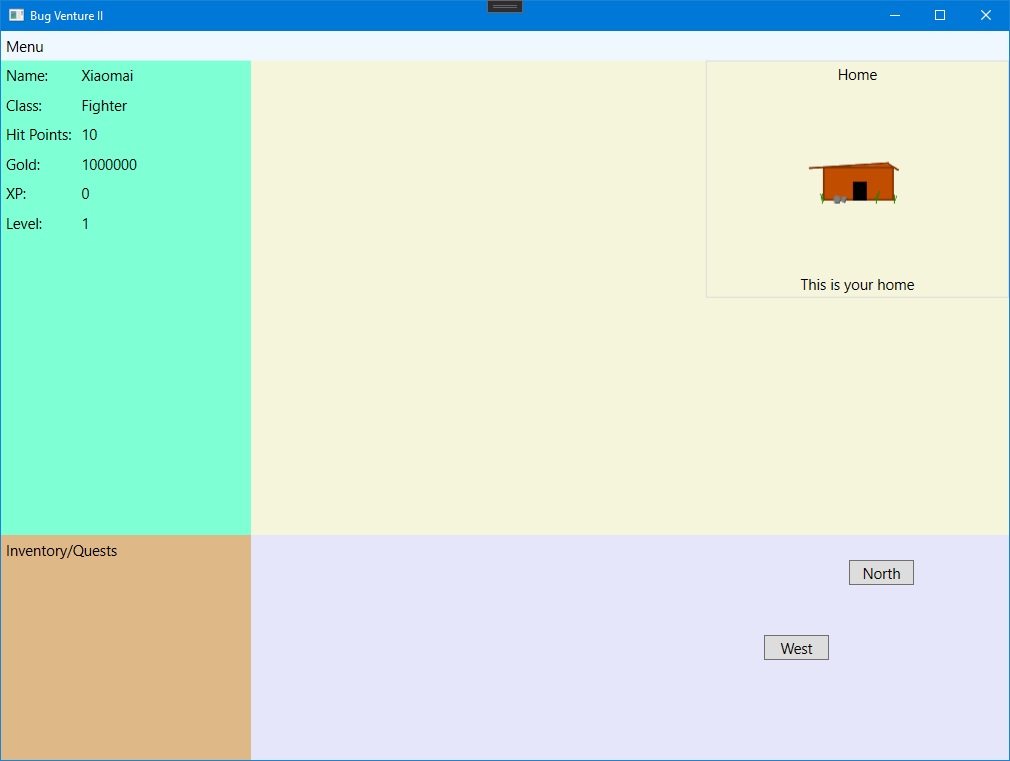 Bug Venture II
Menu
Name: Xiaomai
Class: Fighter
Hit Points: 10
Gold: 1000000
XP: 0
Level: 1
Home
This is your home
Inventory/Quests
North
West